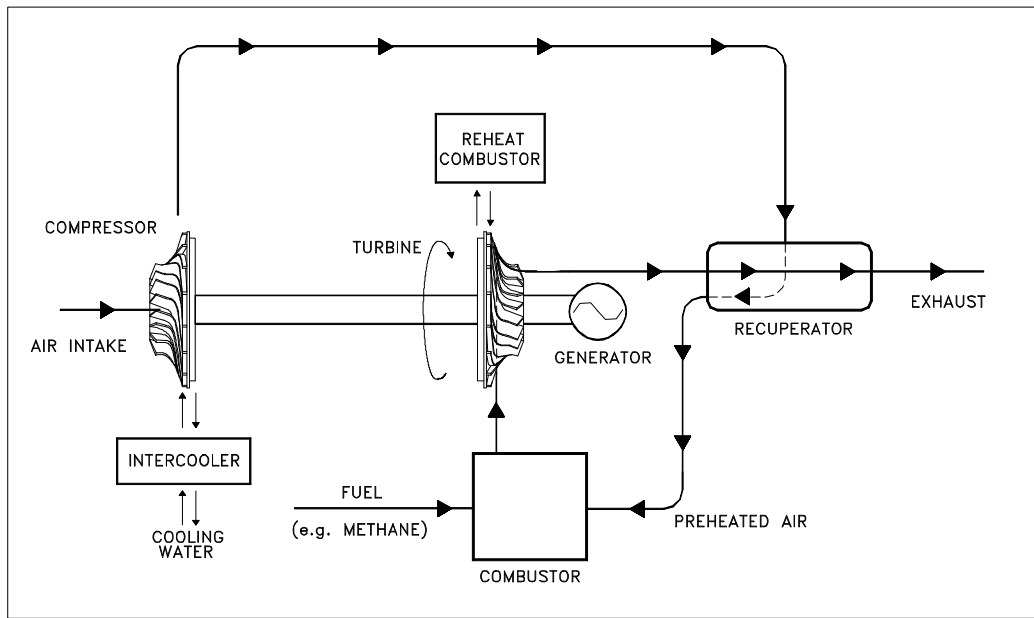 REHEAT
COMBUSTOR
COMPRESSOR
TURBINE
AIR INTAKE
EXHAUST
RECUPERATOR
GENERATOR
INTERCOOLER
FUEL
(e.g. METHANE)
PREHEATED AIR
COOLING
WATER
COMBUSTOR